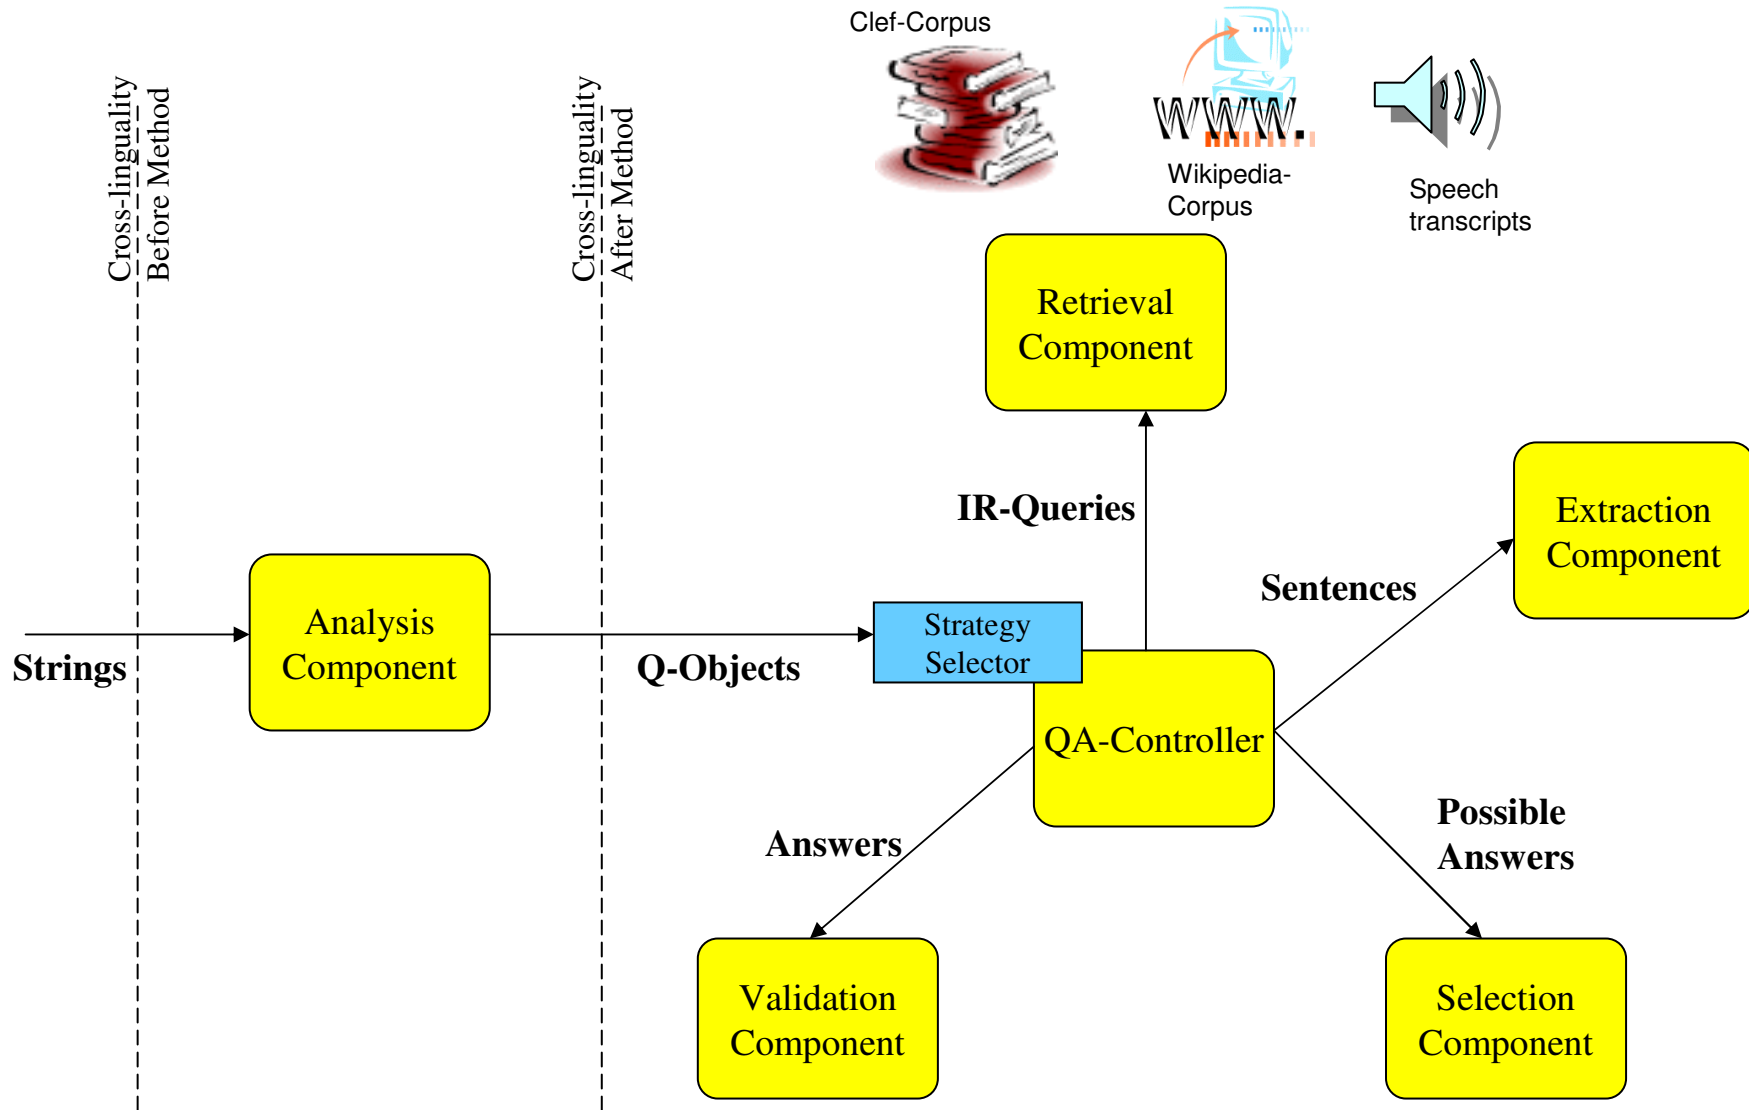 Clef-Corpus
WWW.
Wikipedia-
Corpus
Speech
transcripts
Cross-linguality
Before Method
Cross-linguality
After Method
Retrieval
Component
IR-Queries
Extraction
Component
Sentences
Analysis
Component
Strings
Q-Objects
Strategy
Selector
QA-Controller
Answers
Possible
Answers
Validation
Component
Selection
Component